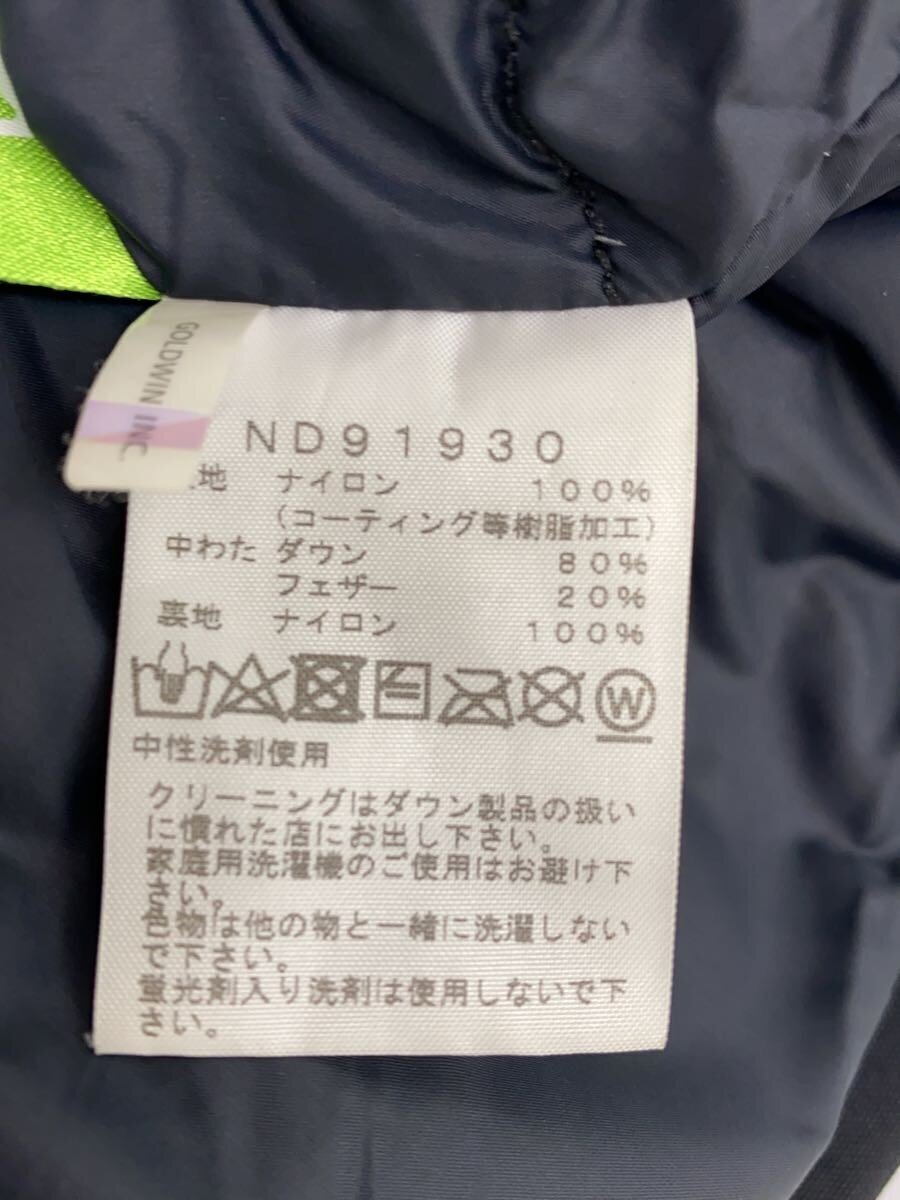 GOLDWIN INC.
ND91930
地 ナイロン 100%
(コーティング等樹脂加工)
中わた ダウン 80%
フェザー 20%
裏地 ナイロン 100%
W
中性洗剤使用
クリーニングはダウン製品の扱い
に慣れた店にお出し下さい。
家庭用洗濯機のご使用はお避け下
さい。
色物は他の物と一緒に洗濯しない
で下さい。
蛍光剤入り洗剤は使用しないで下
さい。